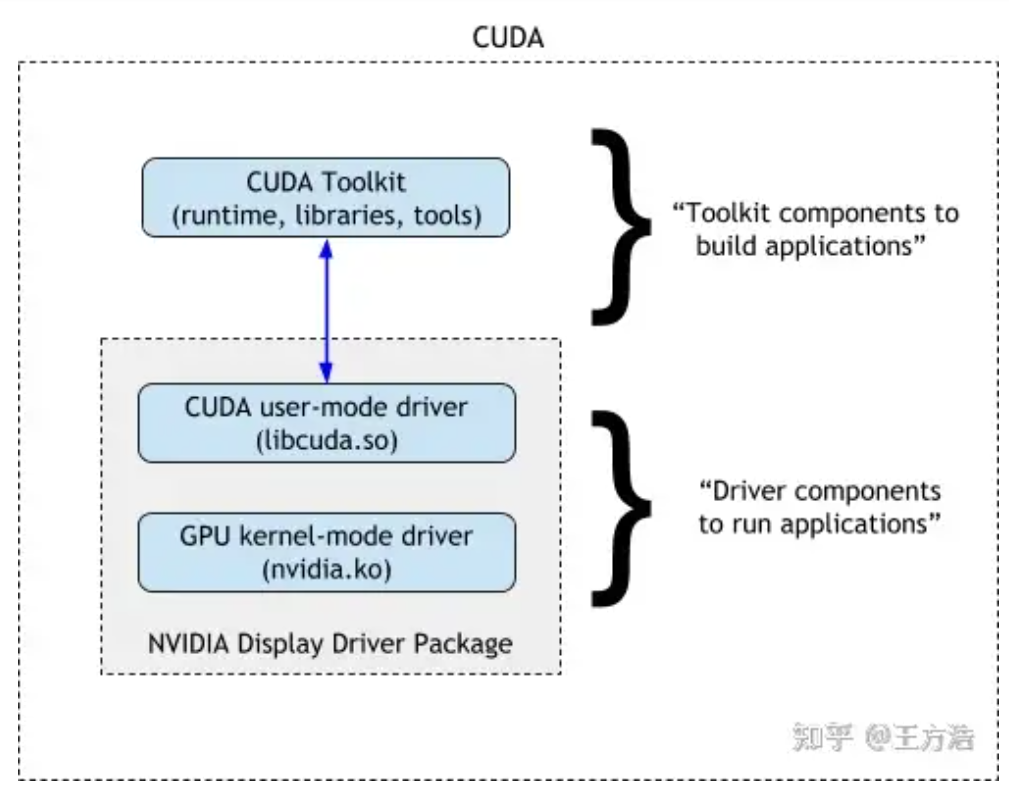 CUDA
CUDA Toolkit
(runtime, libraries, tools)
“Toolkit components to
build applications”
CUDA user-mode driver
(libcuda.so)
GPU kernel-mode driver
(nvidia.ko)
NVIDIA Display Driver Package
“Driver components
to run applications”
知乎 @王方浩